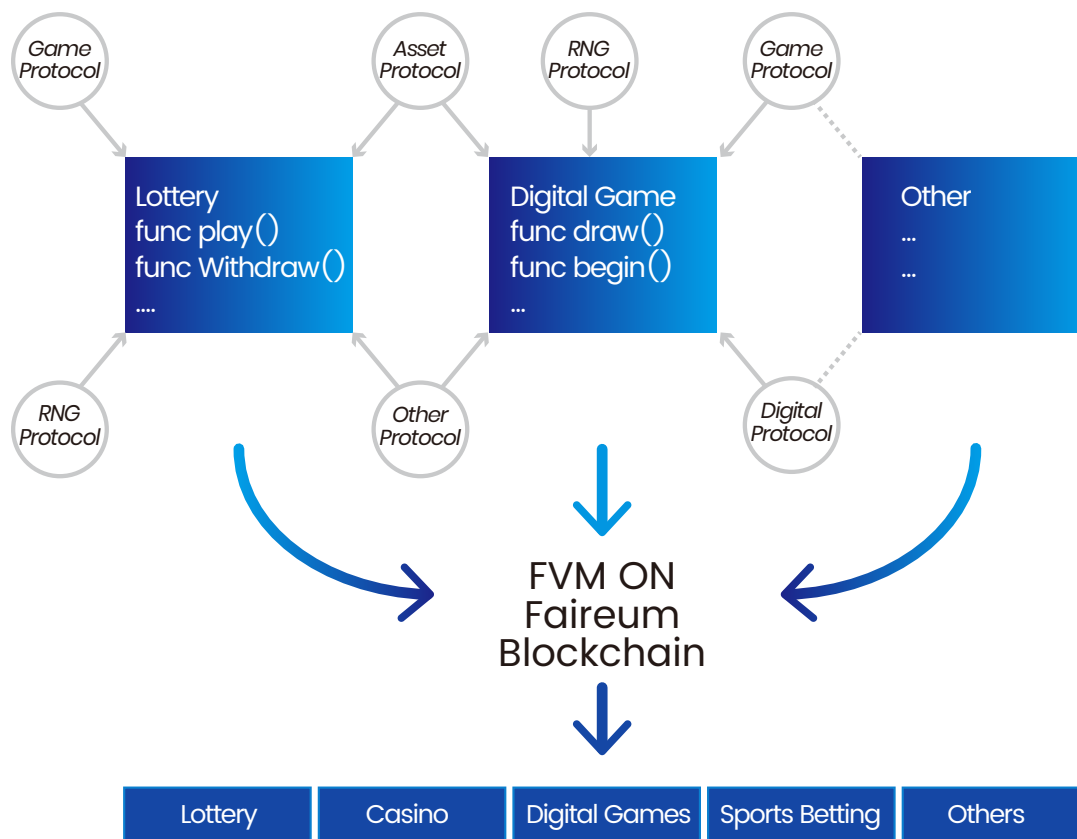 Game
Protocol
Asset
Protocol
RNG
Protocol
Game
Protocol
Lottery
func play()
func Withdraw()
....
Digital Game
func draw()
func begin()
...
Other
...
...
RNG
Protocol
Other
Protocol
Digital
Protocol
FVM ON
Faireum
Blockchain
Lottery
Casino
Digital Games
Sports Betting
Others